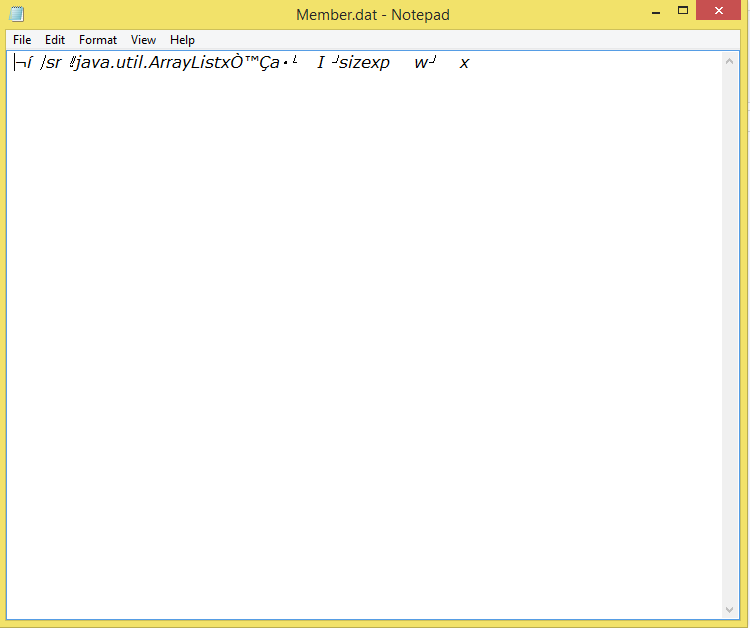 Member.dat - Notepad
File Edit Format View Help
¬í /sr java.util.ArrayListxÒ™Ça· I ┘sizexp w┘ x